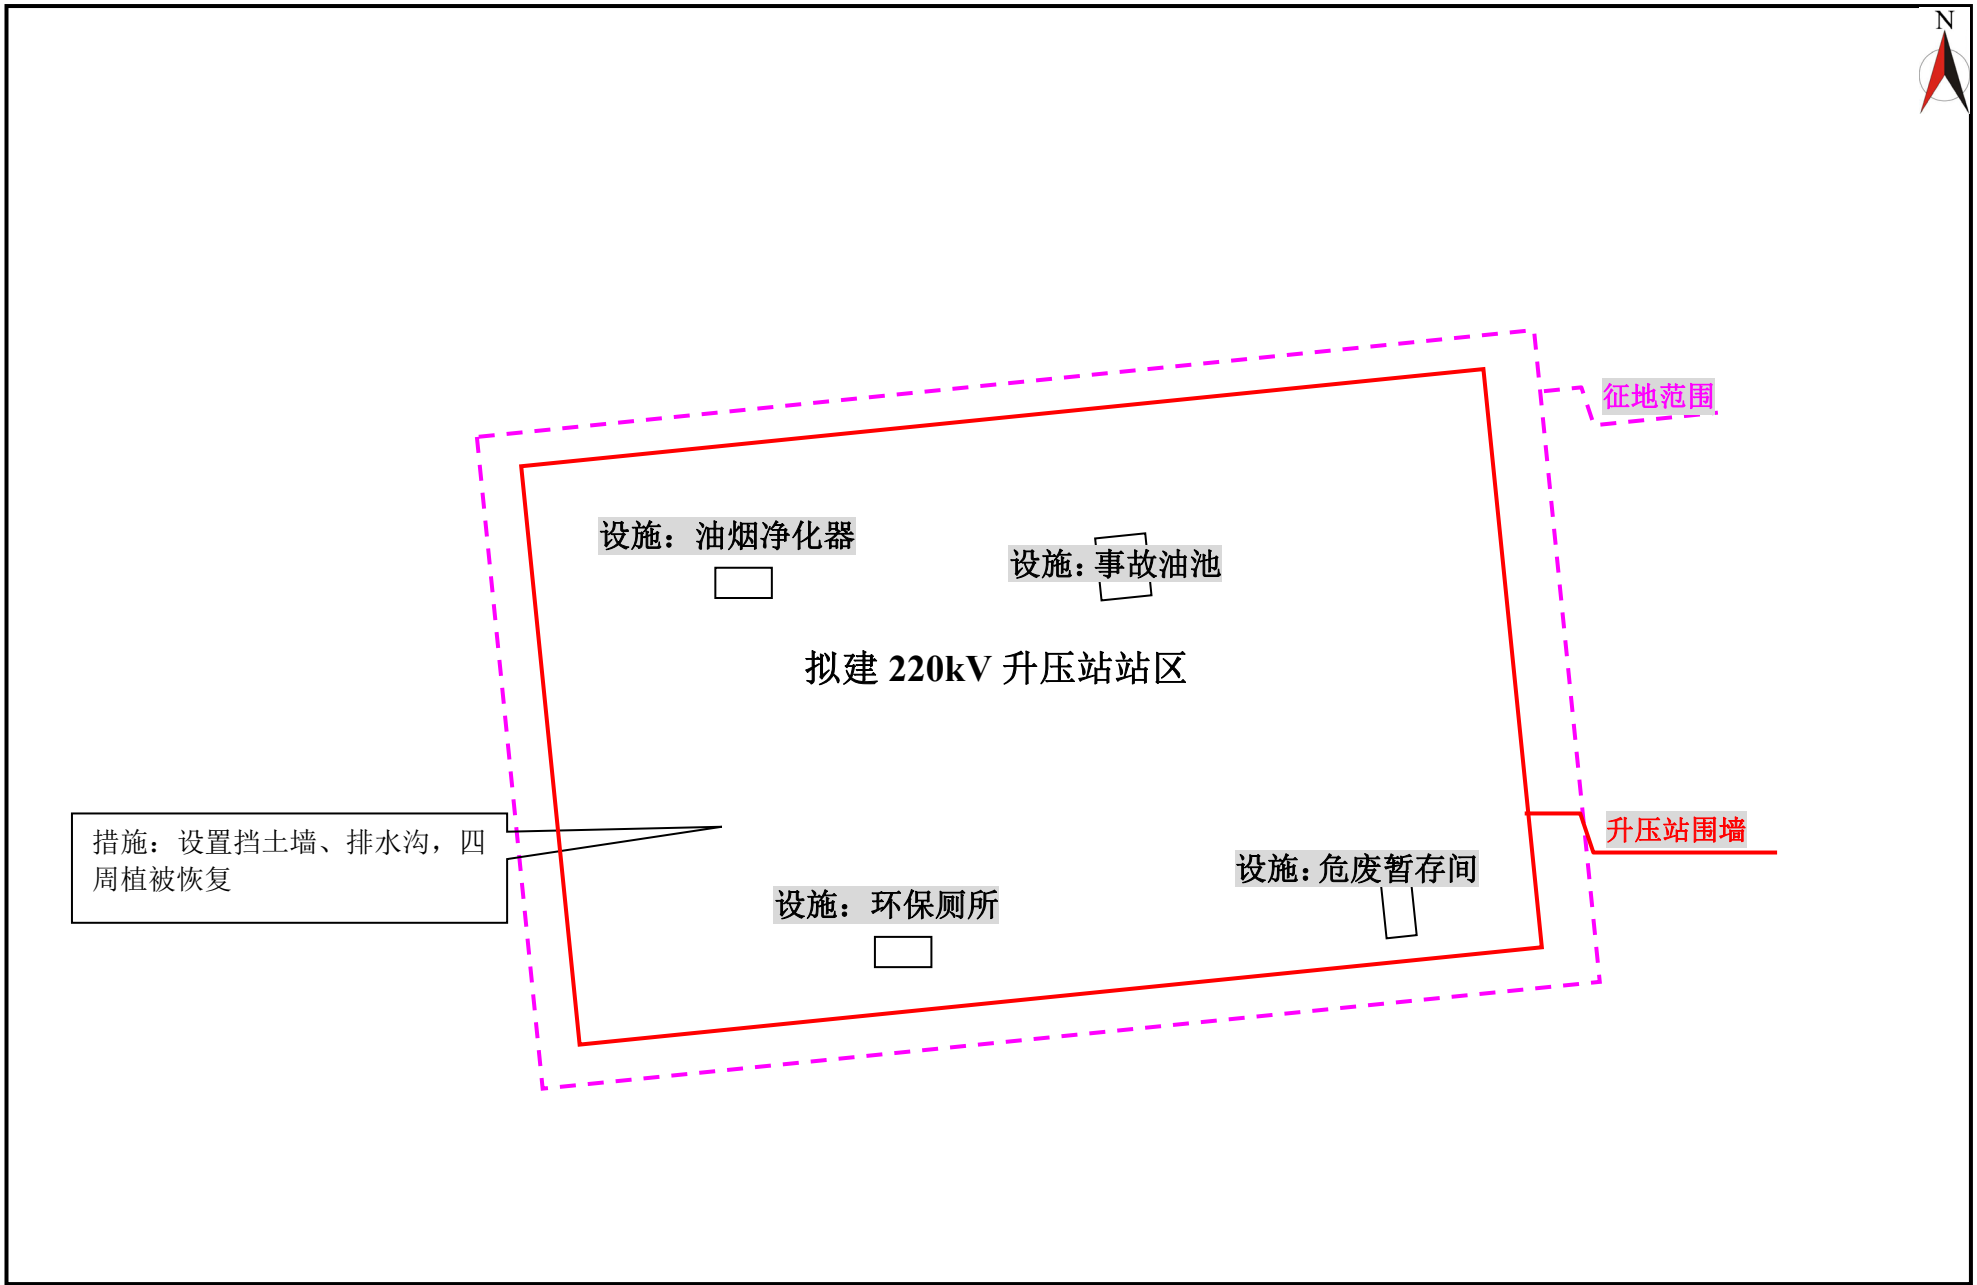 N
征地范围
设施：油烟净化器
设施：事故油池
拟建 220kV 升压站站区
升压站围墙
措施：设置挡土墙、排水沟，四
周植被恢复
设施：危废暂存间
设施：环保厕所